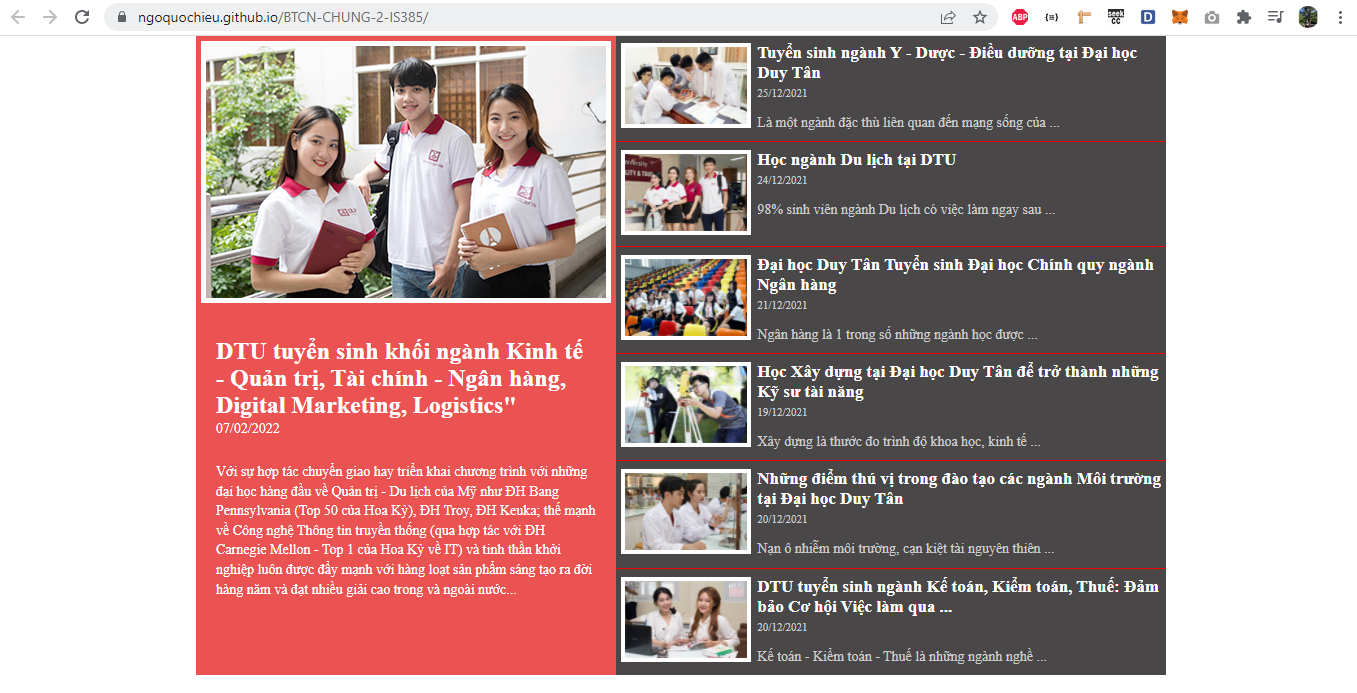 ngoquochieu.github.io/BTCN-CHUNG-2-IS385/
ABP
SEEK
CC
D
DTU tuyển sinh khối ngành Kinh tế
- Quản trị, Tài chính - Ngân hàng,
Digital Marketing, Logistics"
07/02/2022
Với sự hợp tác chuyển giao hay triển khai chương trình với những
đại học hàng đầu về Quản trị - Du lịch của Mỹ như ĐH Bang
Pennsylvania (Top 50 của Hoa Kỳ), ĐH Troy, ĐH Keuka; thế mạnh
về Công nghệ Thông tin truyền thống (qua hợp tác với ĐH
Carnegie Mellon - Top 1 của Hoa Kỳ về IT) và tinh thần khởi
nghiệp luôn được đẩy mạnh với hàng loạt sản phẩm sáng tạo ra đời
hàng năm và đạt nhiều giải cao trong và ngoài nước...
Tuyển sinh ngành Y - Dược - Điều dưỡng tại Đại học
Duy Tân
25/12/2021
Là một ngành đặc thù liên quan đến mạng sống của ...
Học ngành Du lịch tại DTU
24/12/2021
98% sinh viên ngành Du lịch có việc làm ngay sau ...
Đại học Duy Tân Tuyển sinh Đại học Chính quy ngành
Ngân hàng
21/12/2021
Ngân hàng là 1 trong số những ngành học được ...
Học Xây dựng tại Đại học Duy Tân để trở thành những
Kỹ sư tài năng
19/12/2021
Xây dựng là thước đo trình độ khoa học, kinh tế ...
Những điểm thú vị trong đào tạo các ngành Môi trường
tại Đại học Duy Tân
20/12/2021
Nạn ô nhiễm môi trường, cạn kiệt tài nguyên thiên ...
DTU tuyển sinh ngành Kế toán, Kiểm toán, Thuế: Đảm
bảo Cơ hội Việc làm qua ...
20/12/2021
Kế toán - Kiểm toán - Thuế là những ngành nghề ...